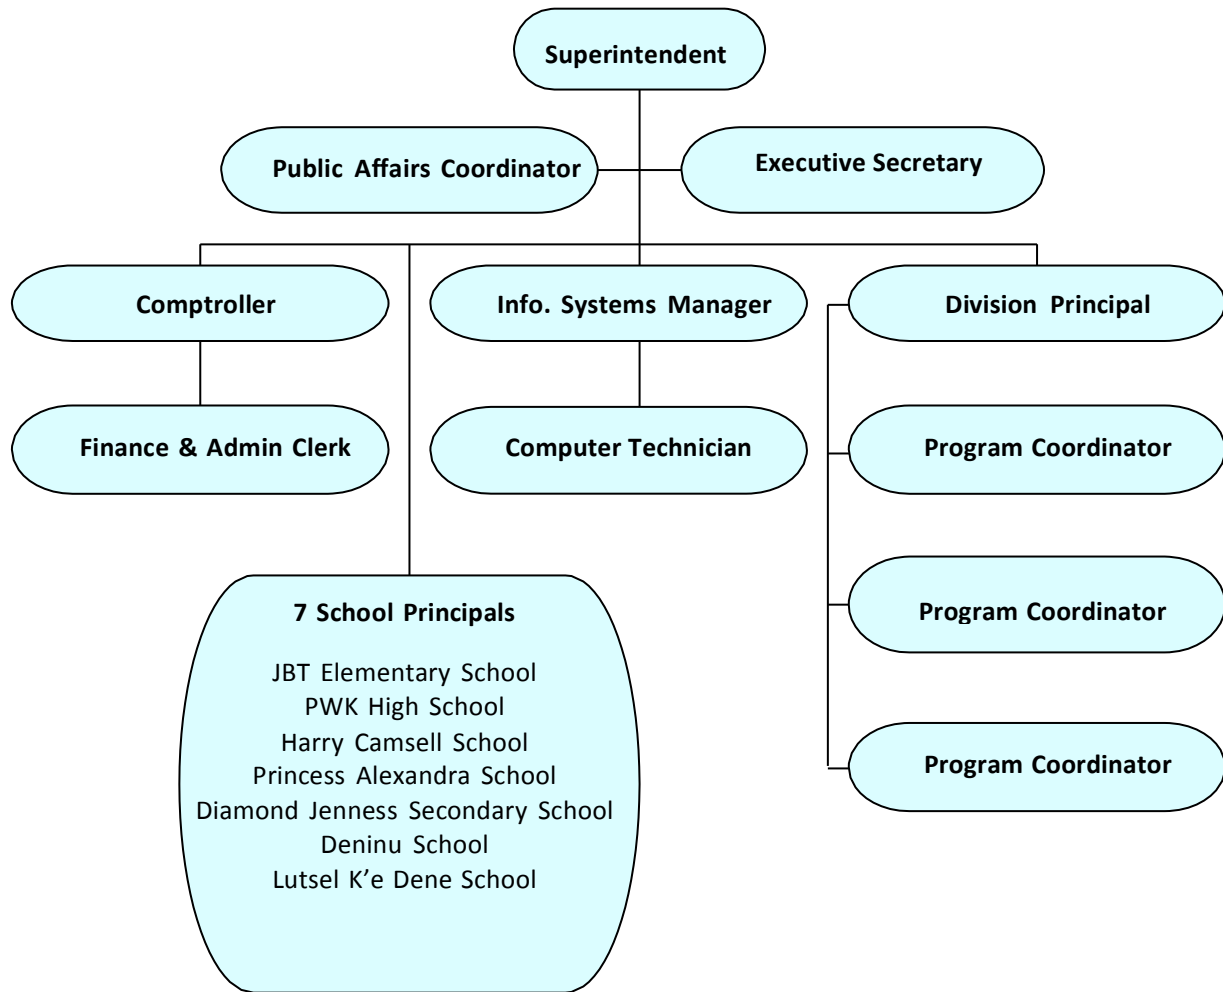 Superintendent
Public Affairs Coordinator
Executive Secretary
Comptroller
Info. Systems Manager
Division Principal
Finance & Admin Clerk
Computer Technician
Program Coordinator
Program Coordinator
Program Coordinator
7 School Principals
JBT Elementary School
PWK High School
Harry Camsell School
Princess Alexandra School
Diamond Jenness Secondary School
Deninu School
Lutsel K’e Dene School